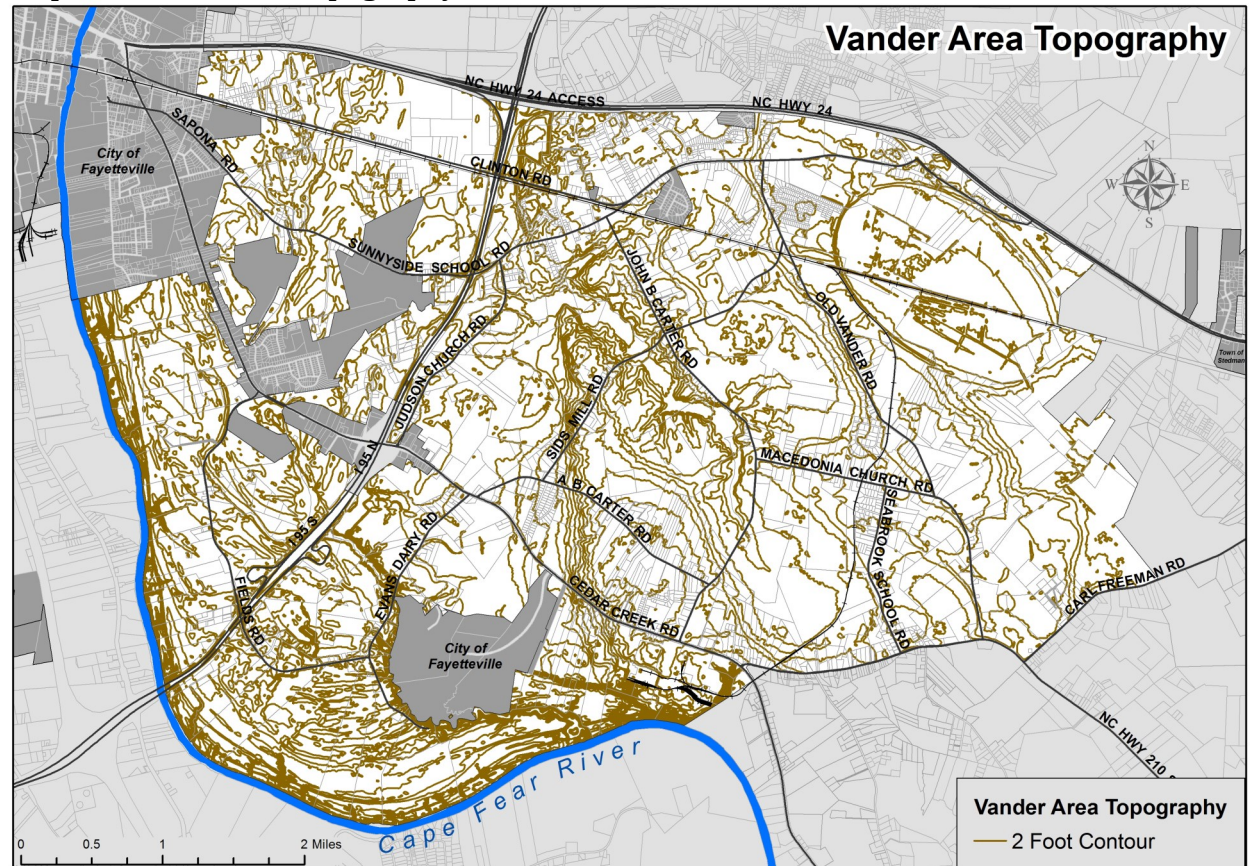 Vander Area Topography
NC HWY 24 ACCESS
NC HWY 24
SAPONA RD
City of
Fayetteville
CLINTON RD
N
W E
S
SUNNYSIDE SCHOOL RD
JOHN B CARTER RD
OLD VANDER RD
Town of
Stedman
JUDSON CHURCH RD
SIDS MILL RD
I 95 N
MACEDONIA CHURCH RD
A B CARTER RD
SEABROOK SCHOOL RD
I 95 S
EVANS DAIRY RD
FIELDS RD
CEDAR CREEK RD
CARL FREEMAN RD
City of
Fayetteville
NC HWY 210 S
Cape Fear River
Vander Area Topography
2 Foot Contour
0 0.5 1 2 Miles